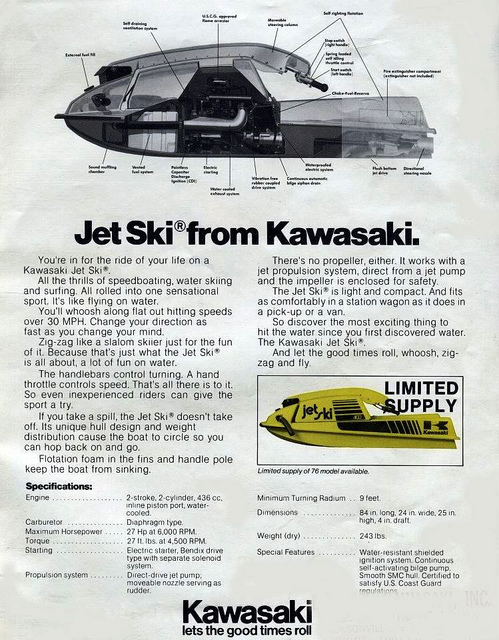 U.S.C.G. approved
flame arrester
Moveable
steering column
Self righting flotation
Self draining
ventilation system
Stop switch
(right handle)
External fuel fill
Spring loaded
self idling
throttle control
Start switch
(left handle)
Fire extinguisher compartment
(extinguisher not included)
Choke-Fuel-Reserve
Sound muffling
chamber
Vented
fuel system
Pointless
Capacitor
Discharge
Ignition (CDI)
Electric
starting
Water cooled
exhaust system
Vibration free
rubber coupled
drive system
Continuous automatic
bilge siphon drain
Waterproofed
electric system
Flush bottom
jet drive
Directional
steering nozzle
Jet Ski® from Kawasaki.
You're in for the ride of your life on a
Kawasaki Jet Ski®.
All the thrills of speedboating, water skiing
and surfing. All rolled into one sensational
sport. It's like flying on water.
You'll whoosh along flat out hitting speeds
over 30 MPH. Change your direction as
fast as you change your mind.
Zig-zag like a slalom skier just for the fun
of it. Because that's just what the Jet Ski®
is all about, a lot of fun on water.
The handlebars control turning. A hand
throttle controls speed. That's all there is to it.
So even inexperienced riders can give the
sport a try.
If you take a spill, the Jet Ski® doesn't take
off. Its unique hull design and weight
distribution cause the boat to circle so you
can hop back on and go.
Flotation foam in the fins and handle pole
keep the boat from sinking.
There's no propeller, either. It works with a
jet propulsion system, direct from a jet pump
and the impeller is enclosed for safety.
The Jet Ski® is light and compact. And fits
as comfortably in a station wagon as it does in
a pick-up or a van.
So discover the most exciting thing to
hit the water since you first discovered water.
The Kawasaki Jet Ski®.
And let the good times roll, whoosh, zig-
zag and fly.
LIMITED
SUPPLY
jet ski
Kawasaki
Limited supply of 76 model available.
Specifications:
Engine .................. 2-stroke, 2-cylinder, 436 cc,
inline piston port, water-
cooled.
Carburetor .............. Diaphragm type.
Maximum Horsepower ..... 27 Hp at 6,000 RPM.
Torque .................. 27 ft. lbs. at 4,500 RPM.
Starting ................. Electric starter, Bendix drive
type with separate solenoid
system.
Propulsion system ........ Direct-drive jet pump;
moveable nozzle serving as
rudder.
Minimum Turning Radium .. 9 feet.
Dimensions .............. 84 in. long, 24 in. wide, 25 in.
high, 4 in. draft.
Weight (dry) ............. 243 lbs.
Special Features .......... Water-resistant shielded
ignition system. Continuous
self-activating bilge pump.
Smooth SMC hull. Certified to
satisfy U.S. Coast Guard
regulations.
Kawasaki
lets the good times roll